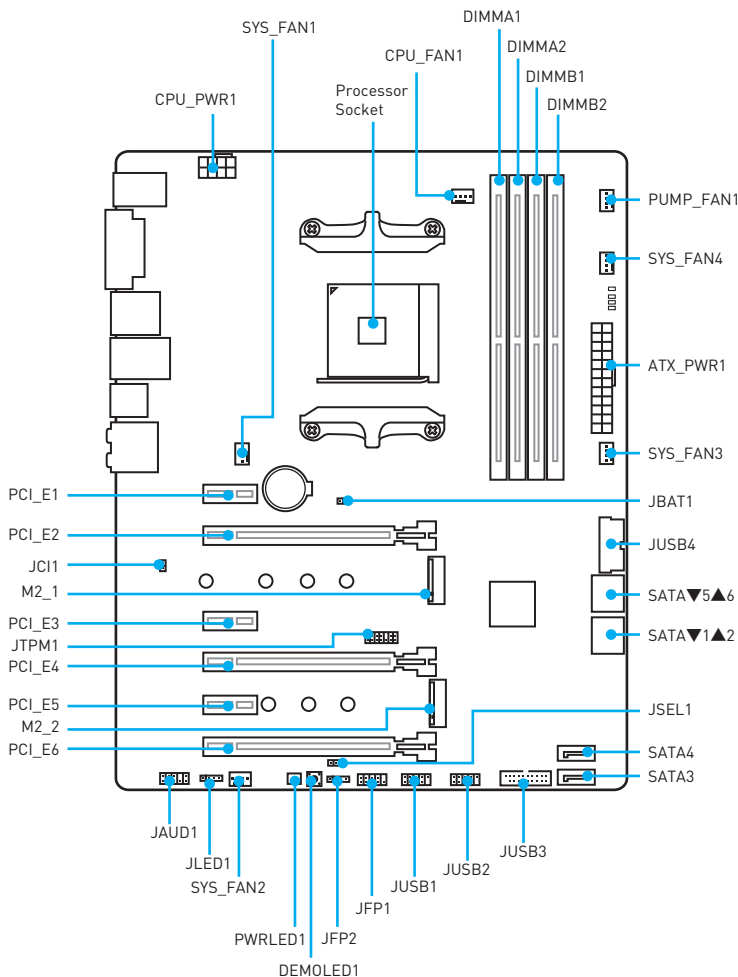 DIMMA1
SYS_FAN1
DIMMA2
CPU_FAN1
DIMMB1
Processor
Socket
CPU_PWR1
DIMMB2
PUMP_FAN1
SYS_FAN4
ATX_PWR1
SYS_FAN3
PCI_E1
JBAT1
PCI_E2
JUSB4
JCI1
M2_1
SATA▼5▲6
PCI_E3
SATA▼1▲2
JTPM1
PCI_E4
PCI_E5
JSEL1
M2_2
PCI_E6
SATA4
SATA3
JAUD1
JLED1
SYS_FAN2
PWRLED1
DEMOLED1
JFP2
JFP1
JUSB1
JUSB2
JUSB3